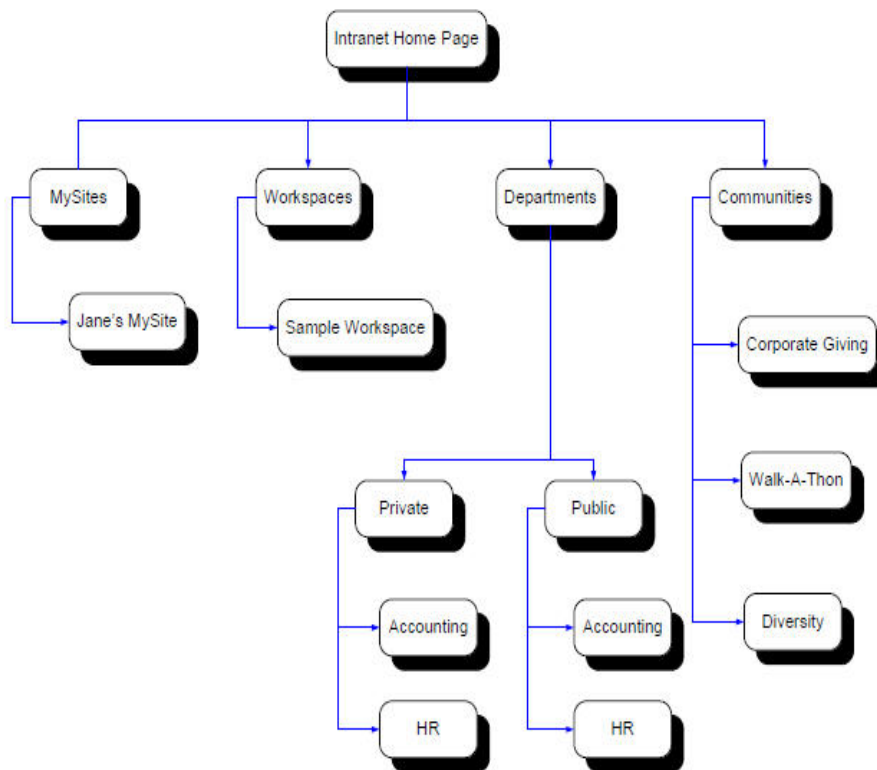 Intranet Home Page
MySites
Workspaces
Departments
Communities
Jane's MySite
Sample Workspace
Corporate Giving
Walk-A-Thon
Private
Public
Accounting
Accounting
Diversity
HR
HR